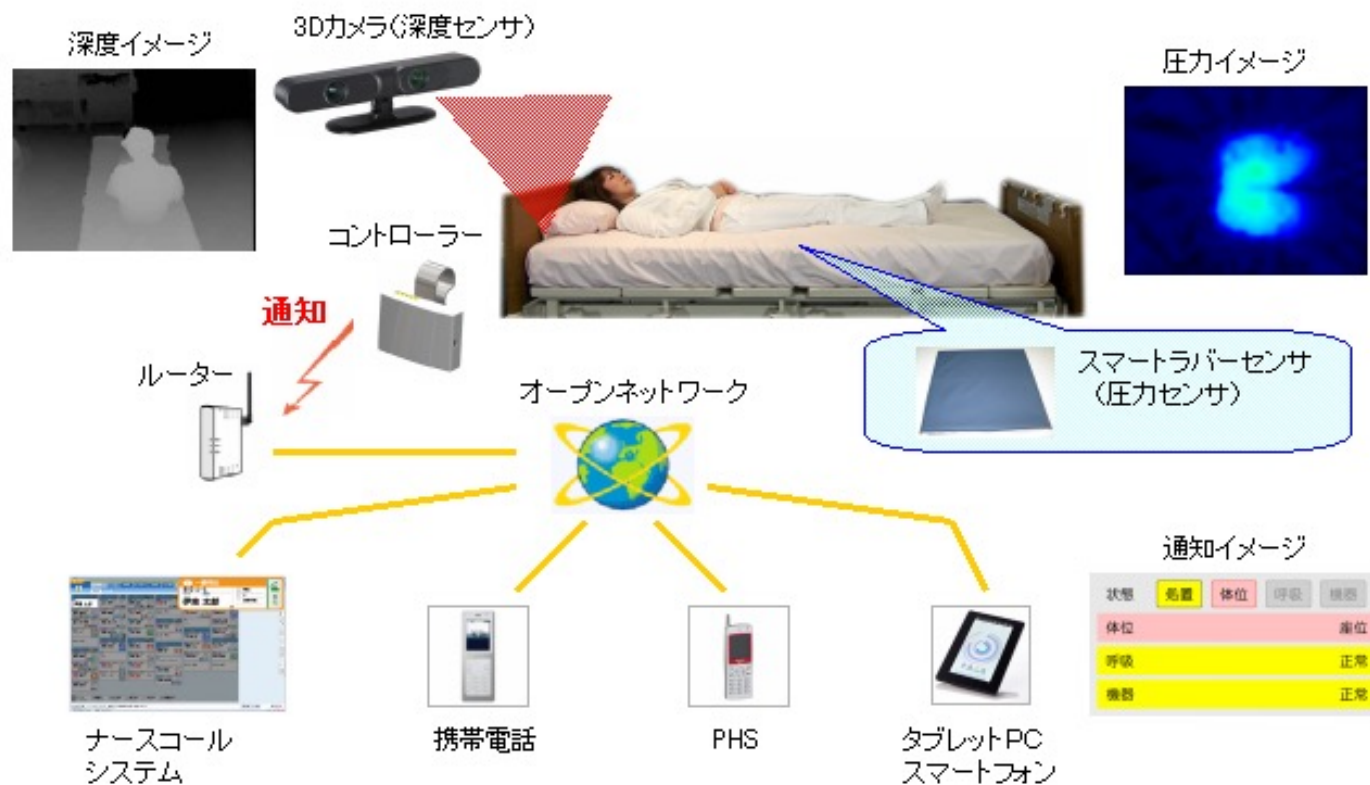 3Dカメラ(深度センサ)
深度イメージ
圧力イメージ
コントローラー
通知
ルーター
オープンネットワーク
スマートラバーセンサ
(圧力センサ)
通知イメージ
状態 処置 体位 呼吸 機器
体位 座位
呼吸 正常
機器 正常
ナースコール
システム
携帯電話
PHS
タブレットPC
スマートフォン